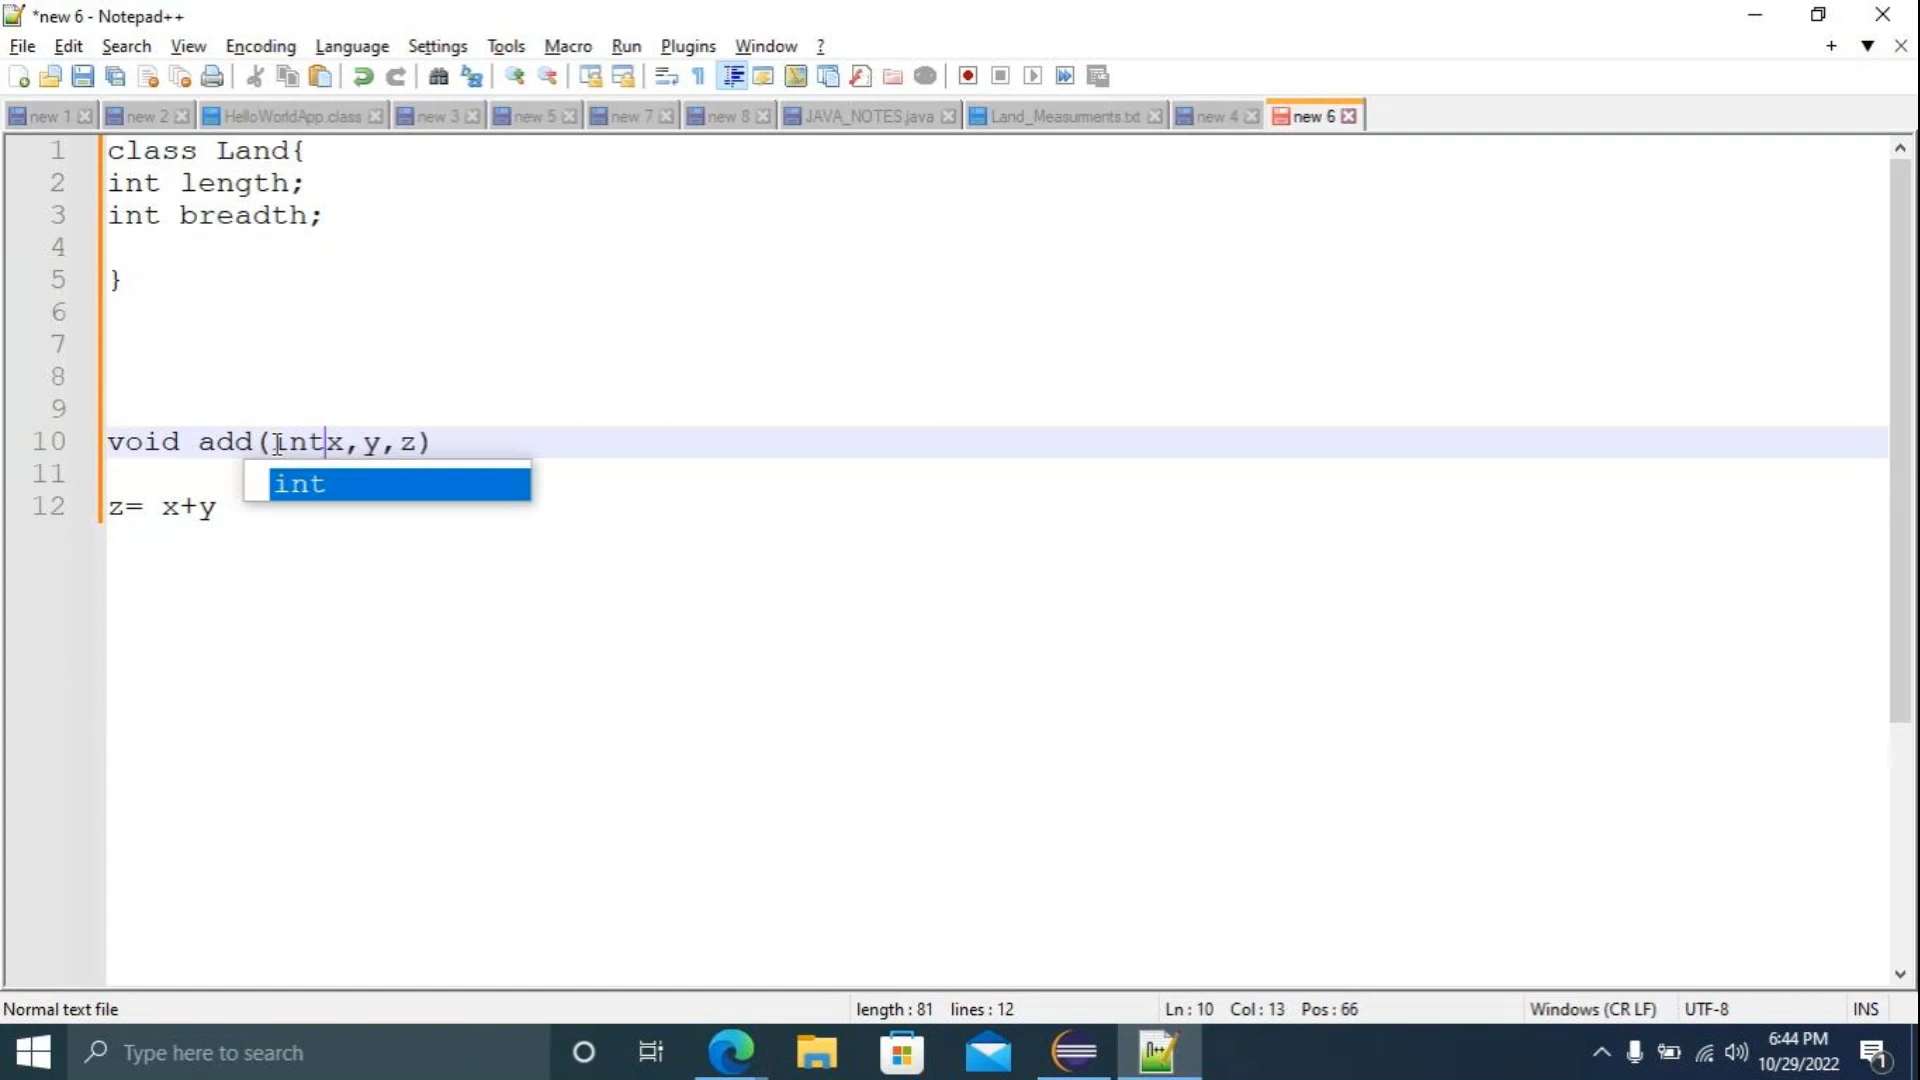 *new 6 - Notepad++
File Edit Search View Encoding Language Settings Tools Macro Run Plugins Window ?
new 1 new 2 HelloWorldApp.class new 3 new 5 new 7 new 8 JAVA_NOTES.java Land_Measurments.txt new 4 new 6
1 class Land{
2 int length;
3 int breadth;
4
5 }
6
7
8
9
10 void add(intx,y,z)
11
int
12 z= x+y
Normal text file length : 81 lines : 12 Ln : 10 Col : 13 Pos : 66 Windows (CR LF) UTF-8 INS
Type here to search
6:44 PM
10/29/2022
1